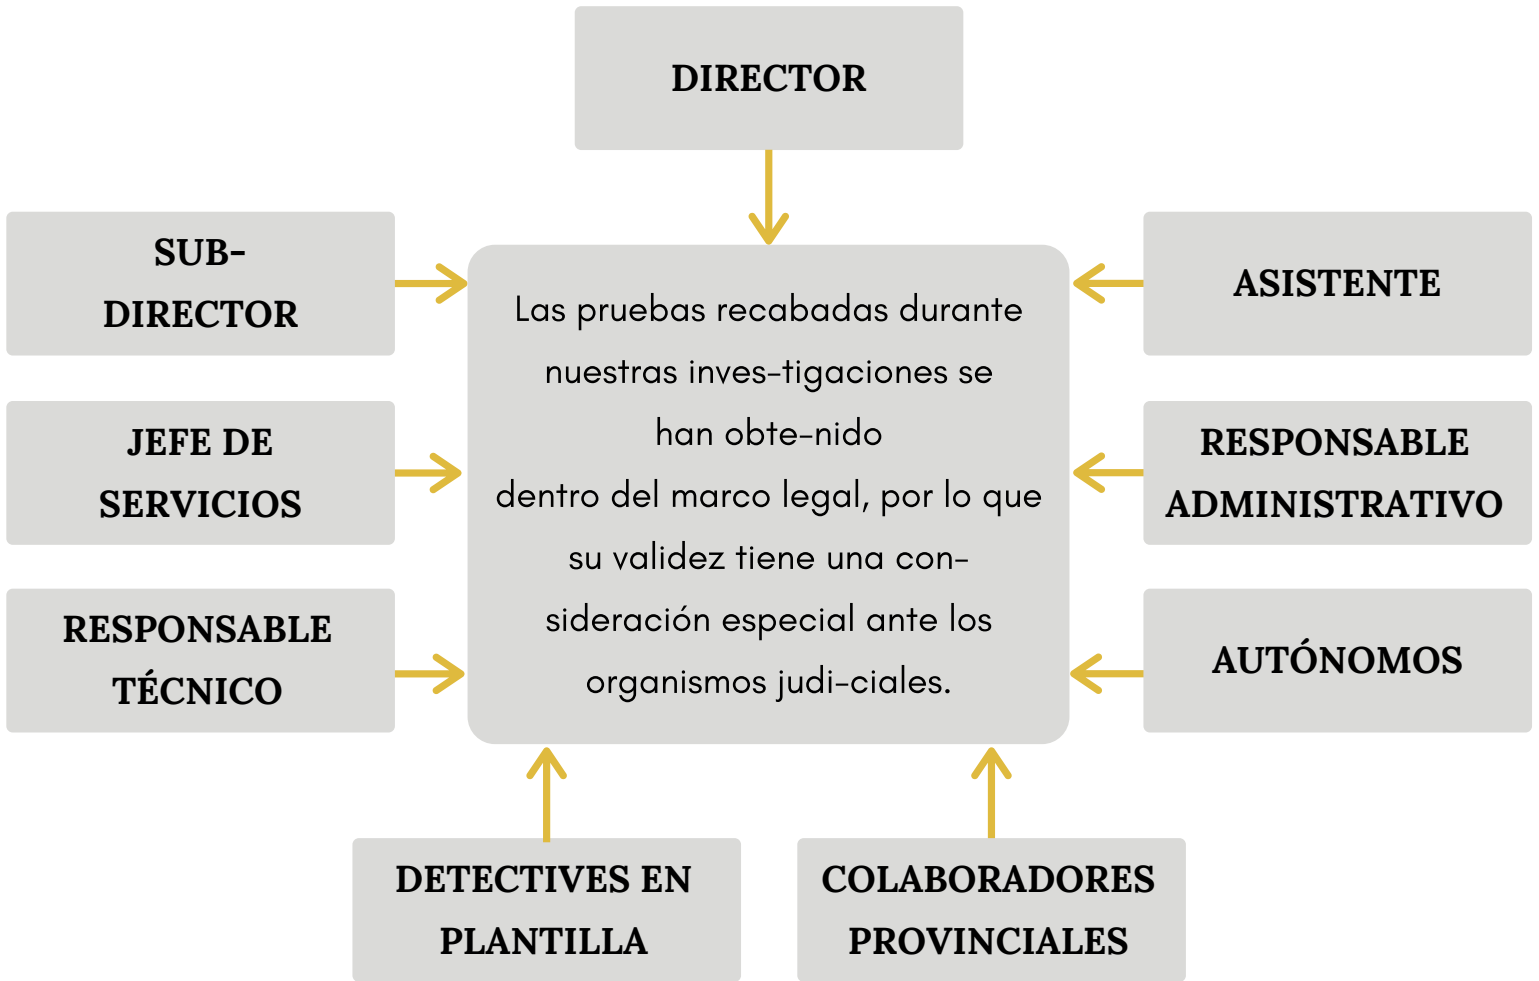 DIRECTOR
SUB-
DIRECTOR
JEFE DE
SERVICIOS
RESPONSABLE
TÉCNICO
Las pruebas recabadas durante
nuestras inves-tigaciones se
han obte-nido
dentro del marco legal, por lo que
su validez tiene una con-
sideración especial ante los
organismos judi-ciales.
ASISTENTE
RESPONSABLE
ADMINISTRATIVO
AUTÓNOMOS
DETECTIVES EN
PLANTILLA
COLABORADORES
PROVINCIALES